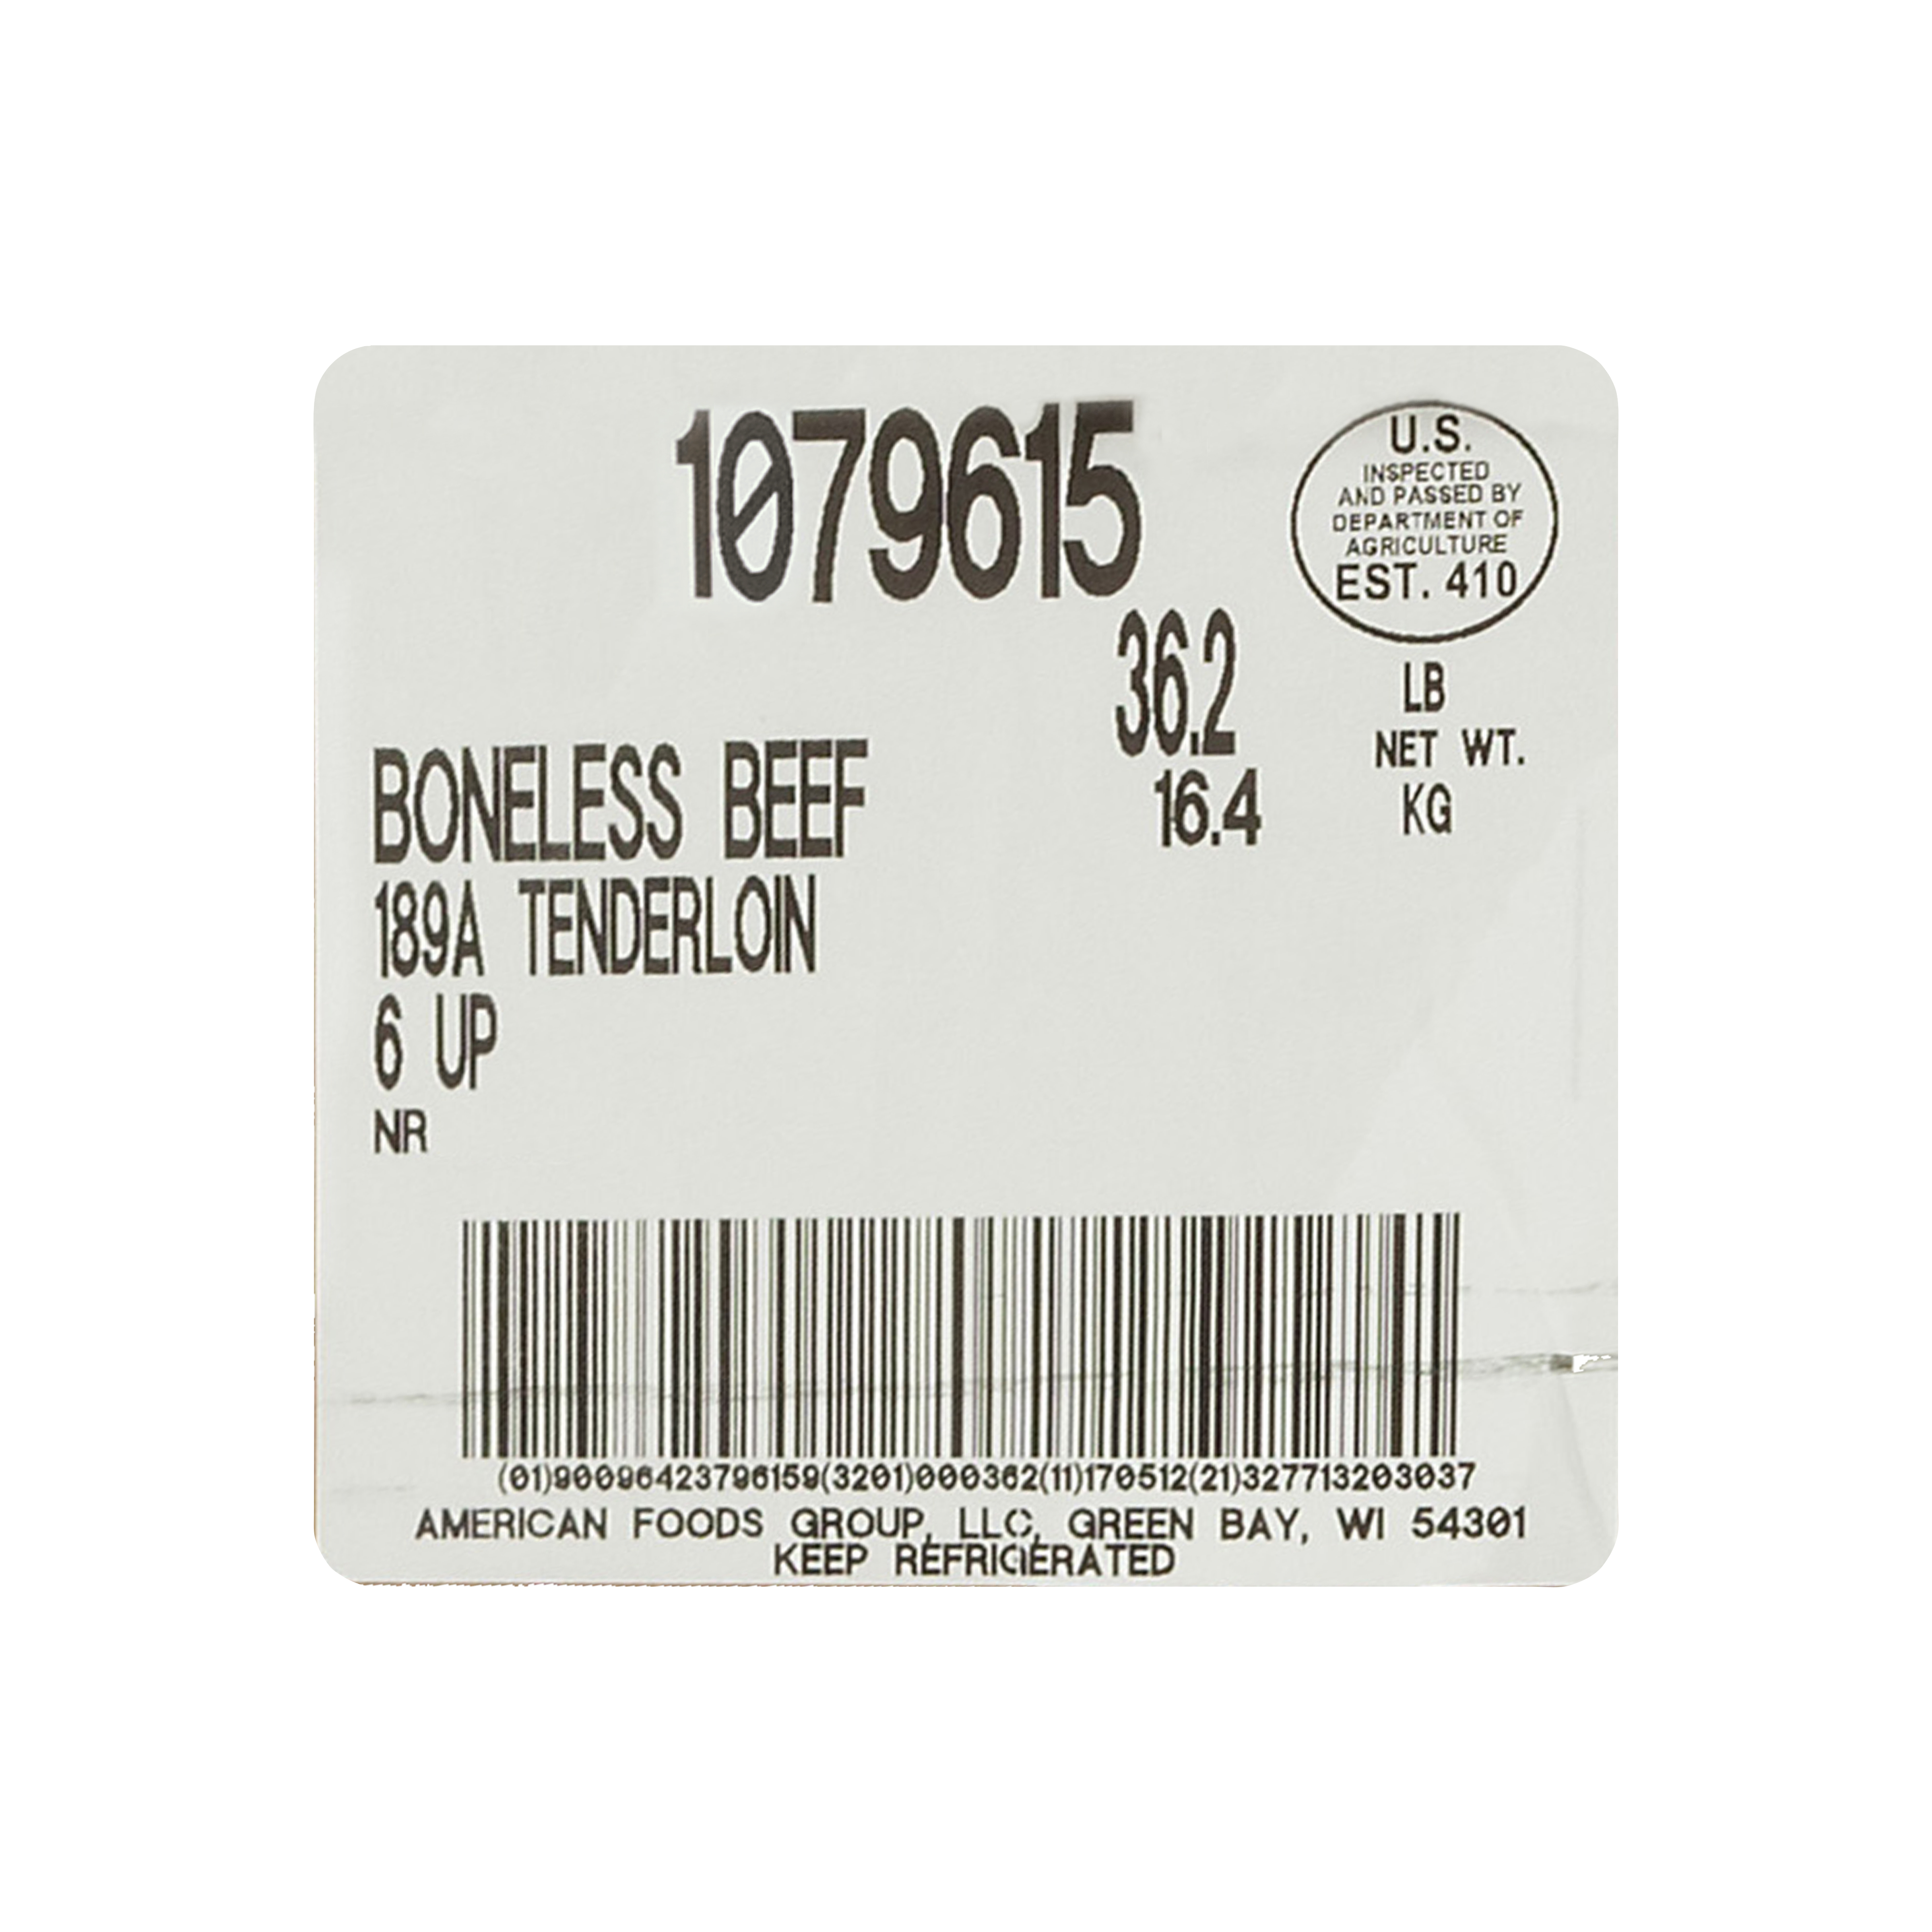 1079615
U.S.
INSPECTED
AND PASSED BY
DEPARTMENT OF
AGRICULTURE
EST. 410
36.2 LB
NET WT.
16.4 KG
BONELESS BEEF
189A TENDERLOIN
6 UP
NR
(01)90096423796159(3201)000362(11)170512(21)327713203037
AMERICAN FOODS GROUP, LLC, GREEN BAY, WI 54301
KEEP REFRIGERATED